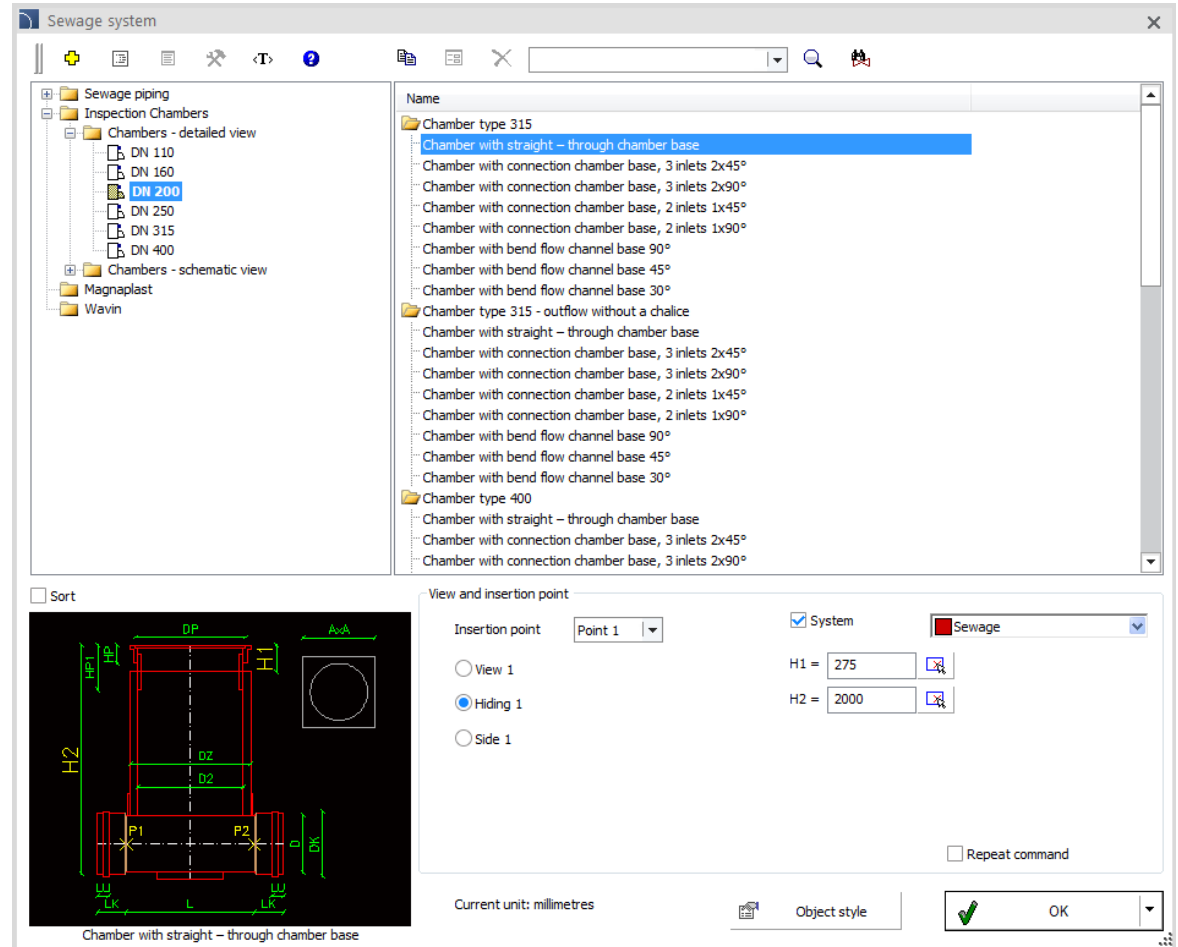 Sewage system
<T>
?
Sewage piping
Inspection Chambers
Chambers - detailed view
DN 110
DN 160
DN 200
DN 250
DN 315
DN 400
Chambers - schematic view
Magnaplast
Wavin
Name
Chamber type 315
Chamber with straight – through chamber base
Chamber with connection chamber base, 3 inlets 2x45°
Chamber with connection chamber base, 3 inlets 2x90°
Chamber with connection chamber base, 2 inlets 1x45°
Chamber with connection chamber base, 2 inlets 1x90°
Chamber with bend flow channel base 90°
Chamber with bend flow channel base 45°
Chamber with bend flow channel base 30°
Chamber type 315 - outflow without a chalice
Chamber with straight – through chamber base
Chamber with connection chamber base, 3 inlets 2x45°
Chamber with connection chamber base, 3 inlets 2x90°
Chamber with connection chamber base, 2 inlets 1x45°
Chamber with connection chamber base, 2 inlets 1x90°
Chamber with bend flow channel base 90°
Chamber with bend flow channel base 45°
Chamber with bend flow channel base 30°
Chamber type 400
Chamber with straight – through chamber base
Chamber with connection chamber base, 3 inlets 2x45°
Chamber with connection chamber base, 3 inlets 2x90°
Sort
DP
AxA
HP1
HP
H1
H2
DZ
D2
P1
P2
D
DK
LK
L
LK
Chamber with straight – through chamber base
View and insertion point
Insertion point
Point 1
System
Sewage
View 1
H1 =
275
Hiding 1
H2 =
2000
Side 1
Repeat command
Current unit: millimetres
Object style
OK